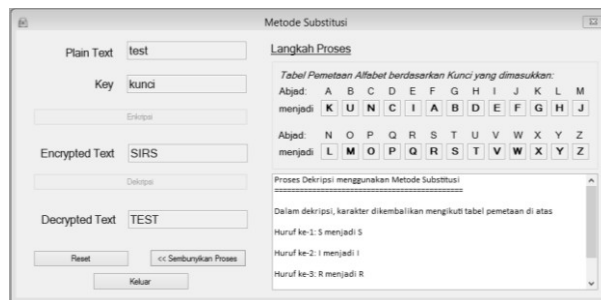 Metode Substitusi
Plain Text test
Key kunci
Enkripsi
Encrypted Text SIRS
Dekripsi
Decrypted Text TEST
Reset << Sembunyikan Proses
Keluar
Langkah Proses
Tabel Pemetaan Alfabet berdasarkan Kunci yang dimasukkan:
Abjad: A B C D E F G H I J K L M
menjadi K U N C I A B D E F G H J
Abjad: N O P Q R S T U V W X Y Z
menjadi L M O P Q R S T V W X Y Z
Proses Dekripsi menggunakan Metode Substitusi
==============================================
Dalam dekripsi, karakter dikembalikan mengikuti tabel pemetaan di atas
Huruf ke-1: S menjadi S
Huruf ke-2: I menjadi I
Huruf ke-3: R menjadi R